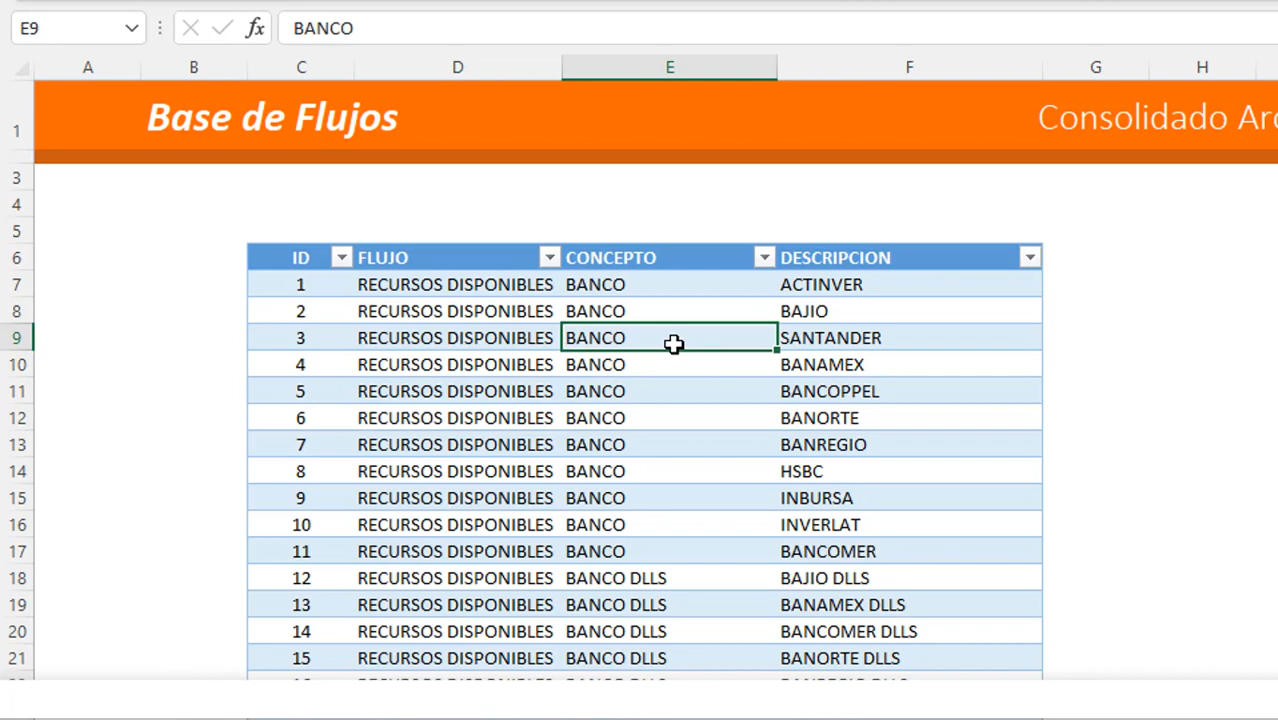 E9 fx BANCO
A B C D E F G H
1 Base de Flujos Consolidado
3
4
5
6 ID FLUJO CONCEPTO DESCRIPCION
7 1 RECURSOS DISPONIBLES BANCO ACTINVER
8 2 RECURSOS DISPONIBLES BANCO BAJIO
9 3 RECURSOS DISPONIBLES BANCO SANTANDER
10 4 RECURSOS DISPONIBLES BANCO BANAMEX
11 5 RECURSOS DISPONIBLES BANCO BANCOPPEL
12 6 RECURSOS DISPONIBLES BANCO BANORTE
13 7 RECURSOS DISPONIBLES BANCO BANREGIO
14 8 RECURSOS DISPONIBLES BANCO HSBC
15 9 RECURSOS DISPONIBLES BANCO INBURSA
16 10 RECURSOS DISPONIBLES BANCO INVERLAT
17 11 RECURSOS DISPONIBLES BANCO BANCOMER
18 12 RECURSOS DISPONIBLES BANCO DLLS BAJIO DLLS
19 13 RECURSOS DISPONIBLES BANCO DLLS BANAMEX DLLS
20 14 RECURSOS DISPONIBLES BANCO DLLS BANCOMER DLLS
21 15 RECURSOS DISPONIBLES BANCO DLLS BANORTE DLLS